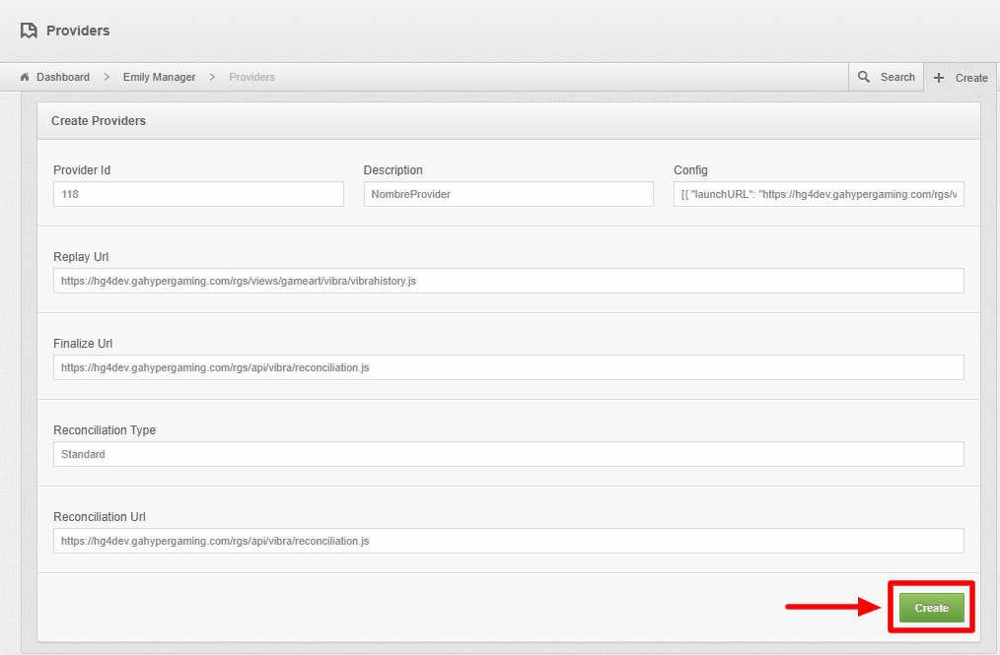 Providers
Dashboard > Emily Manager > Providers
Search
Create
Create Providers
Provider Id
Description
Config
118
NombreProvider
[{ "launchURL": "https://hg4dev.gahypergaming.com/rgs/v
Replay Url
https://hg4dev.gahypergaming.com/rgs/views/gameart/vibra/vibrahistory.js
Finalize Url
https://hg4dev.gahypergaming.com/rgs/api/vibra/reconciliation.js
Reconciliation Type
Standard
Reconciliation Url
https://hg4dev.gahypergaming.com/rgs/api/vibra/reconciliation.js
Create